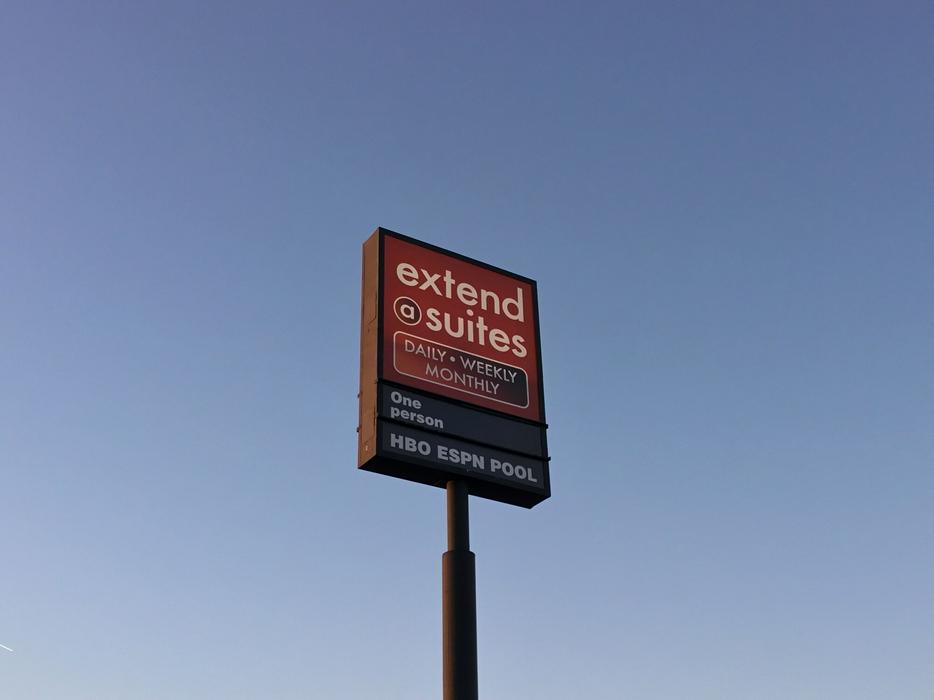 extend
a suites
DAILY • WEEKLY
MONTHLY
One
person
HBO ESPN POOL